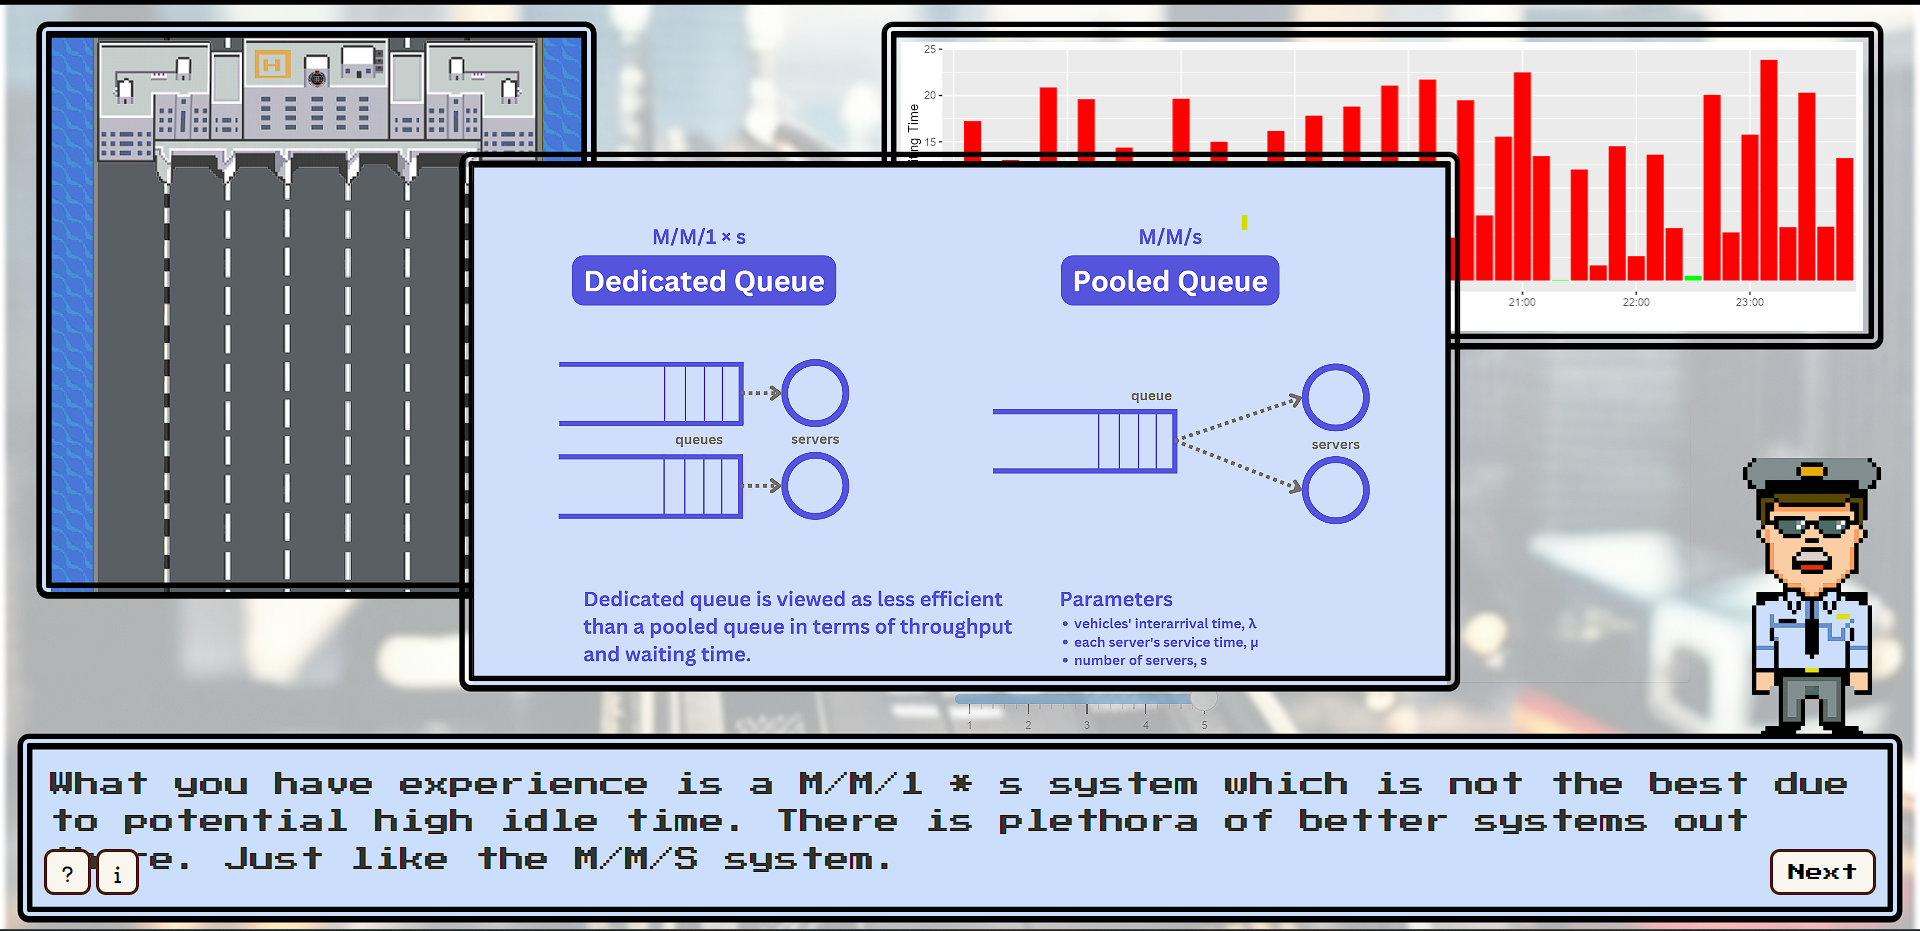 H
25
20
15
Time
21:00
22:00
23:00
M/M/1 × s
Dedicated Queue
queues
servers
M/M/s
Pooled Queue
queue
servers
Dedicated queue is viewed as less efficient
than a pooled queue in terms of throughput
and waiting time.
Parameters
• vehicles' interarrival time, λ
• each server's service time, μ
• number of servers, s
1 2 3 4 5
What you have experience is a M/M/1 * s system which is not the best due
to potential high idle time. There is plethora of better systems out
Just like the M/M/S system.
? i
Next